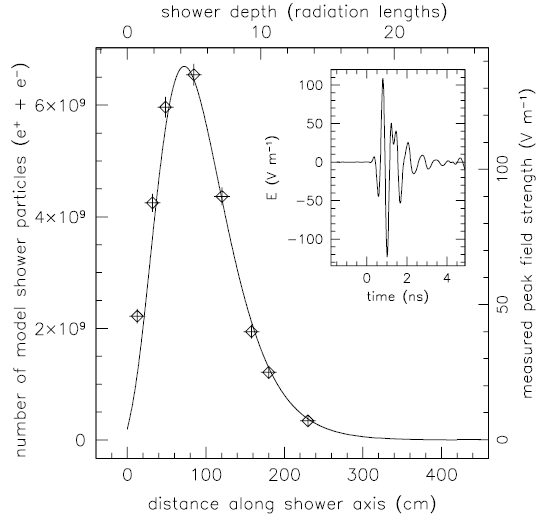 shower depth (radiation lengths)
0 10 20
number of model shower particles (e⁺ + e⁻)
6×10⁹
4×10⁹
2×10⁹
0
E (V m⁻¹)
100
50
0
−50
−100
0 2 4
time (ns)
measured peak field strength (V m⁻¹)
100
50
0
0 100 200 300 400
distance along shower axis (cm)